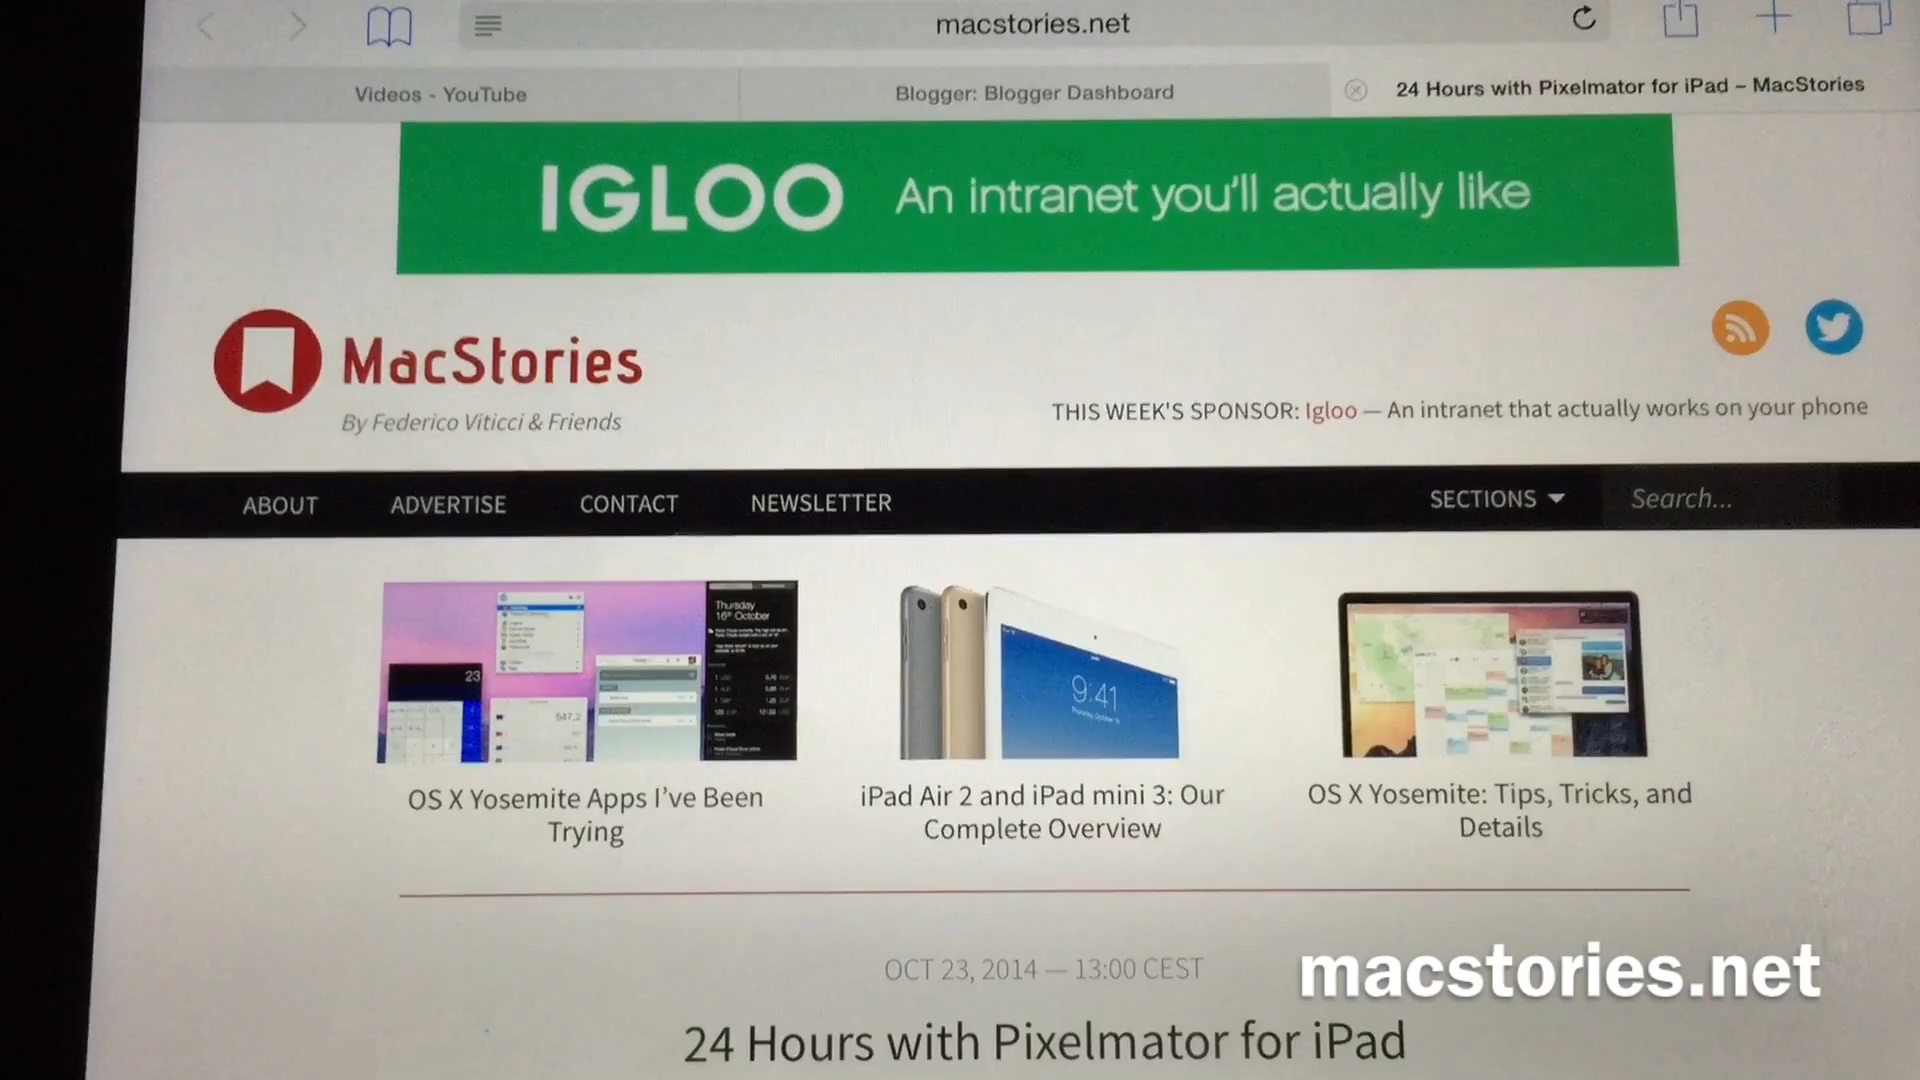 macstories.net
Videos - YouTube
Blogger: Blogger Dashboard
24 Hours with Pixelmator for iPad – MacStories
IGLOO An intranet you'll actually like
MacStories
By Federico Viticci & Friends
THIS WEEK'S SPONSOR: Igloo — An intranet that actually works on your phone
ABOUT ADVERTISE CONTACT NEWSLETTER SECTIONS Search...
Thursday
16th October
23
547,2
9:41
OS X Yosemite Apps I've Been
Trying
iPad Air 2 and iPad mini 3: Our
Complete Overview
OS X Yosemite: Tips, Tricks, and
Details
OCT 23, 2014 — 13:00 CEST
macstories.net
24 Hours with Pixelmator for iPad